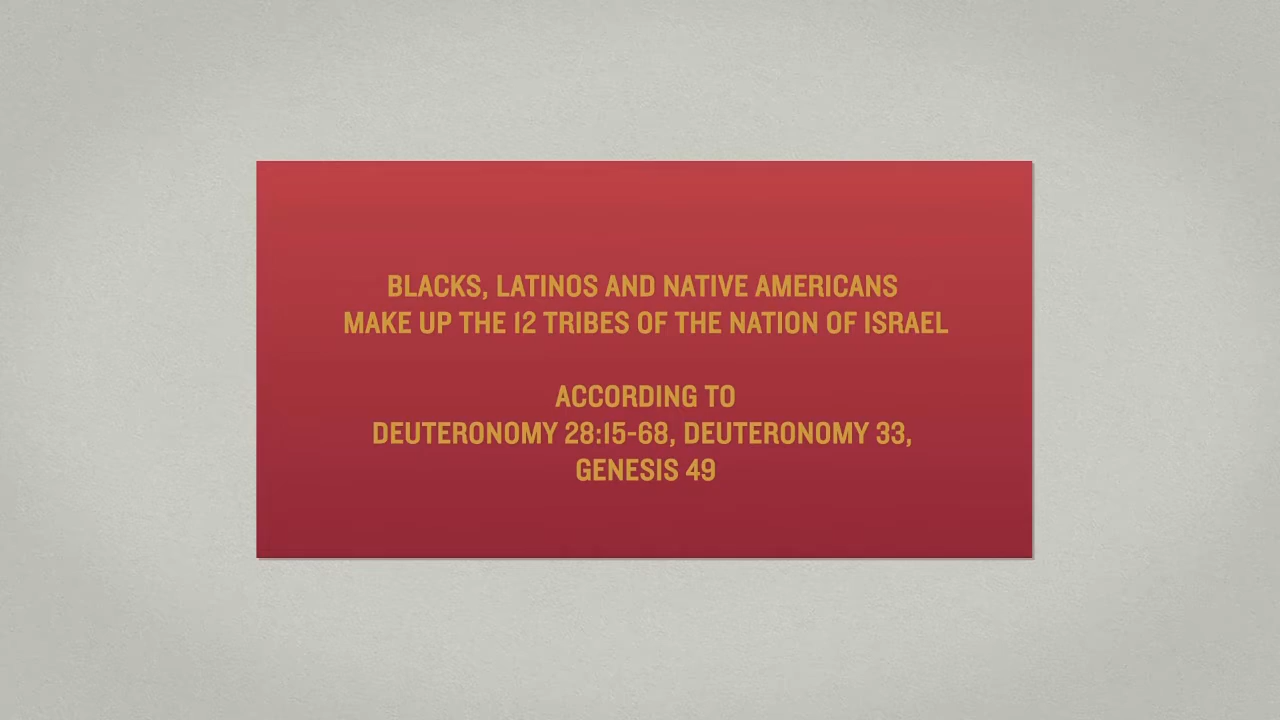 BLACKS, LATINOS AND NATIVE AMERICANS
MAKE UP THE 12 TRIBES OF THE NATION OF ISRAEL
ACCORDING TO
DEUTERONOMY 28:15-68, DEUTERONOMY 33,
GENESIS 49